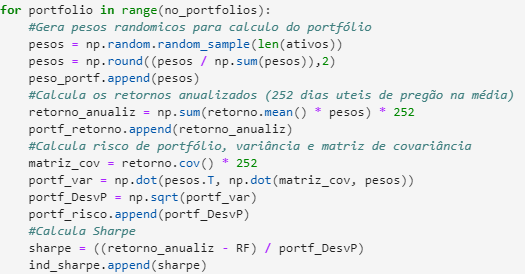 for portfolio in range(no_portfolios):
    #Gera pesos randomicos para calculo do portfólio
    pesos = np.random.random_sample(len(ativos))
    pesos = np.round((pesos / np.sum(pesos)),2)
    peso_portf.append(pesos)
    #Calcula os retornos anualizados (252 dias uteis de pregão na média)
    retorno_anualiz = np.sum(retorno.mean() * pesos) * 252
    portf_retorno.append(retorno_anualiz)
    #Calcula risco de portfólio, variância e matriz de covariância
    matriz_cov = retorno.cov() * 252
    portf_var = np.dot(pesos.T, np.dot(matriz_cov, pesos))
    portf_DesvP = np.sqrt(portf_var)
    portf_risco.append(portf_DesvP)
    #Calcula Sharpe
    sharpe = ((retorno_anualiz - RF) / portf_DesvP)
    ind_sharpe.append(sharpe)